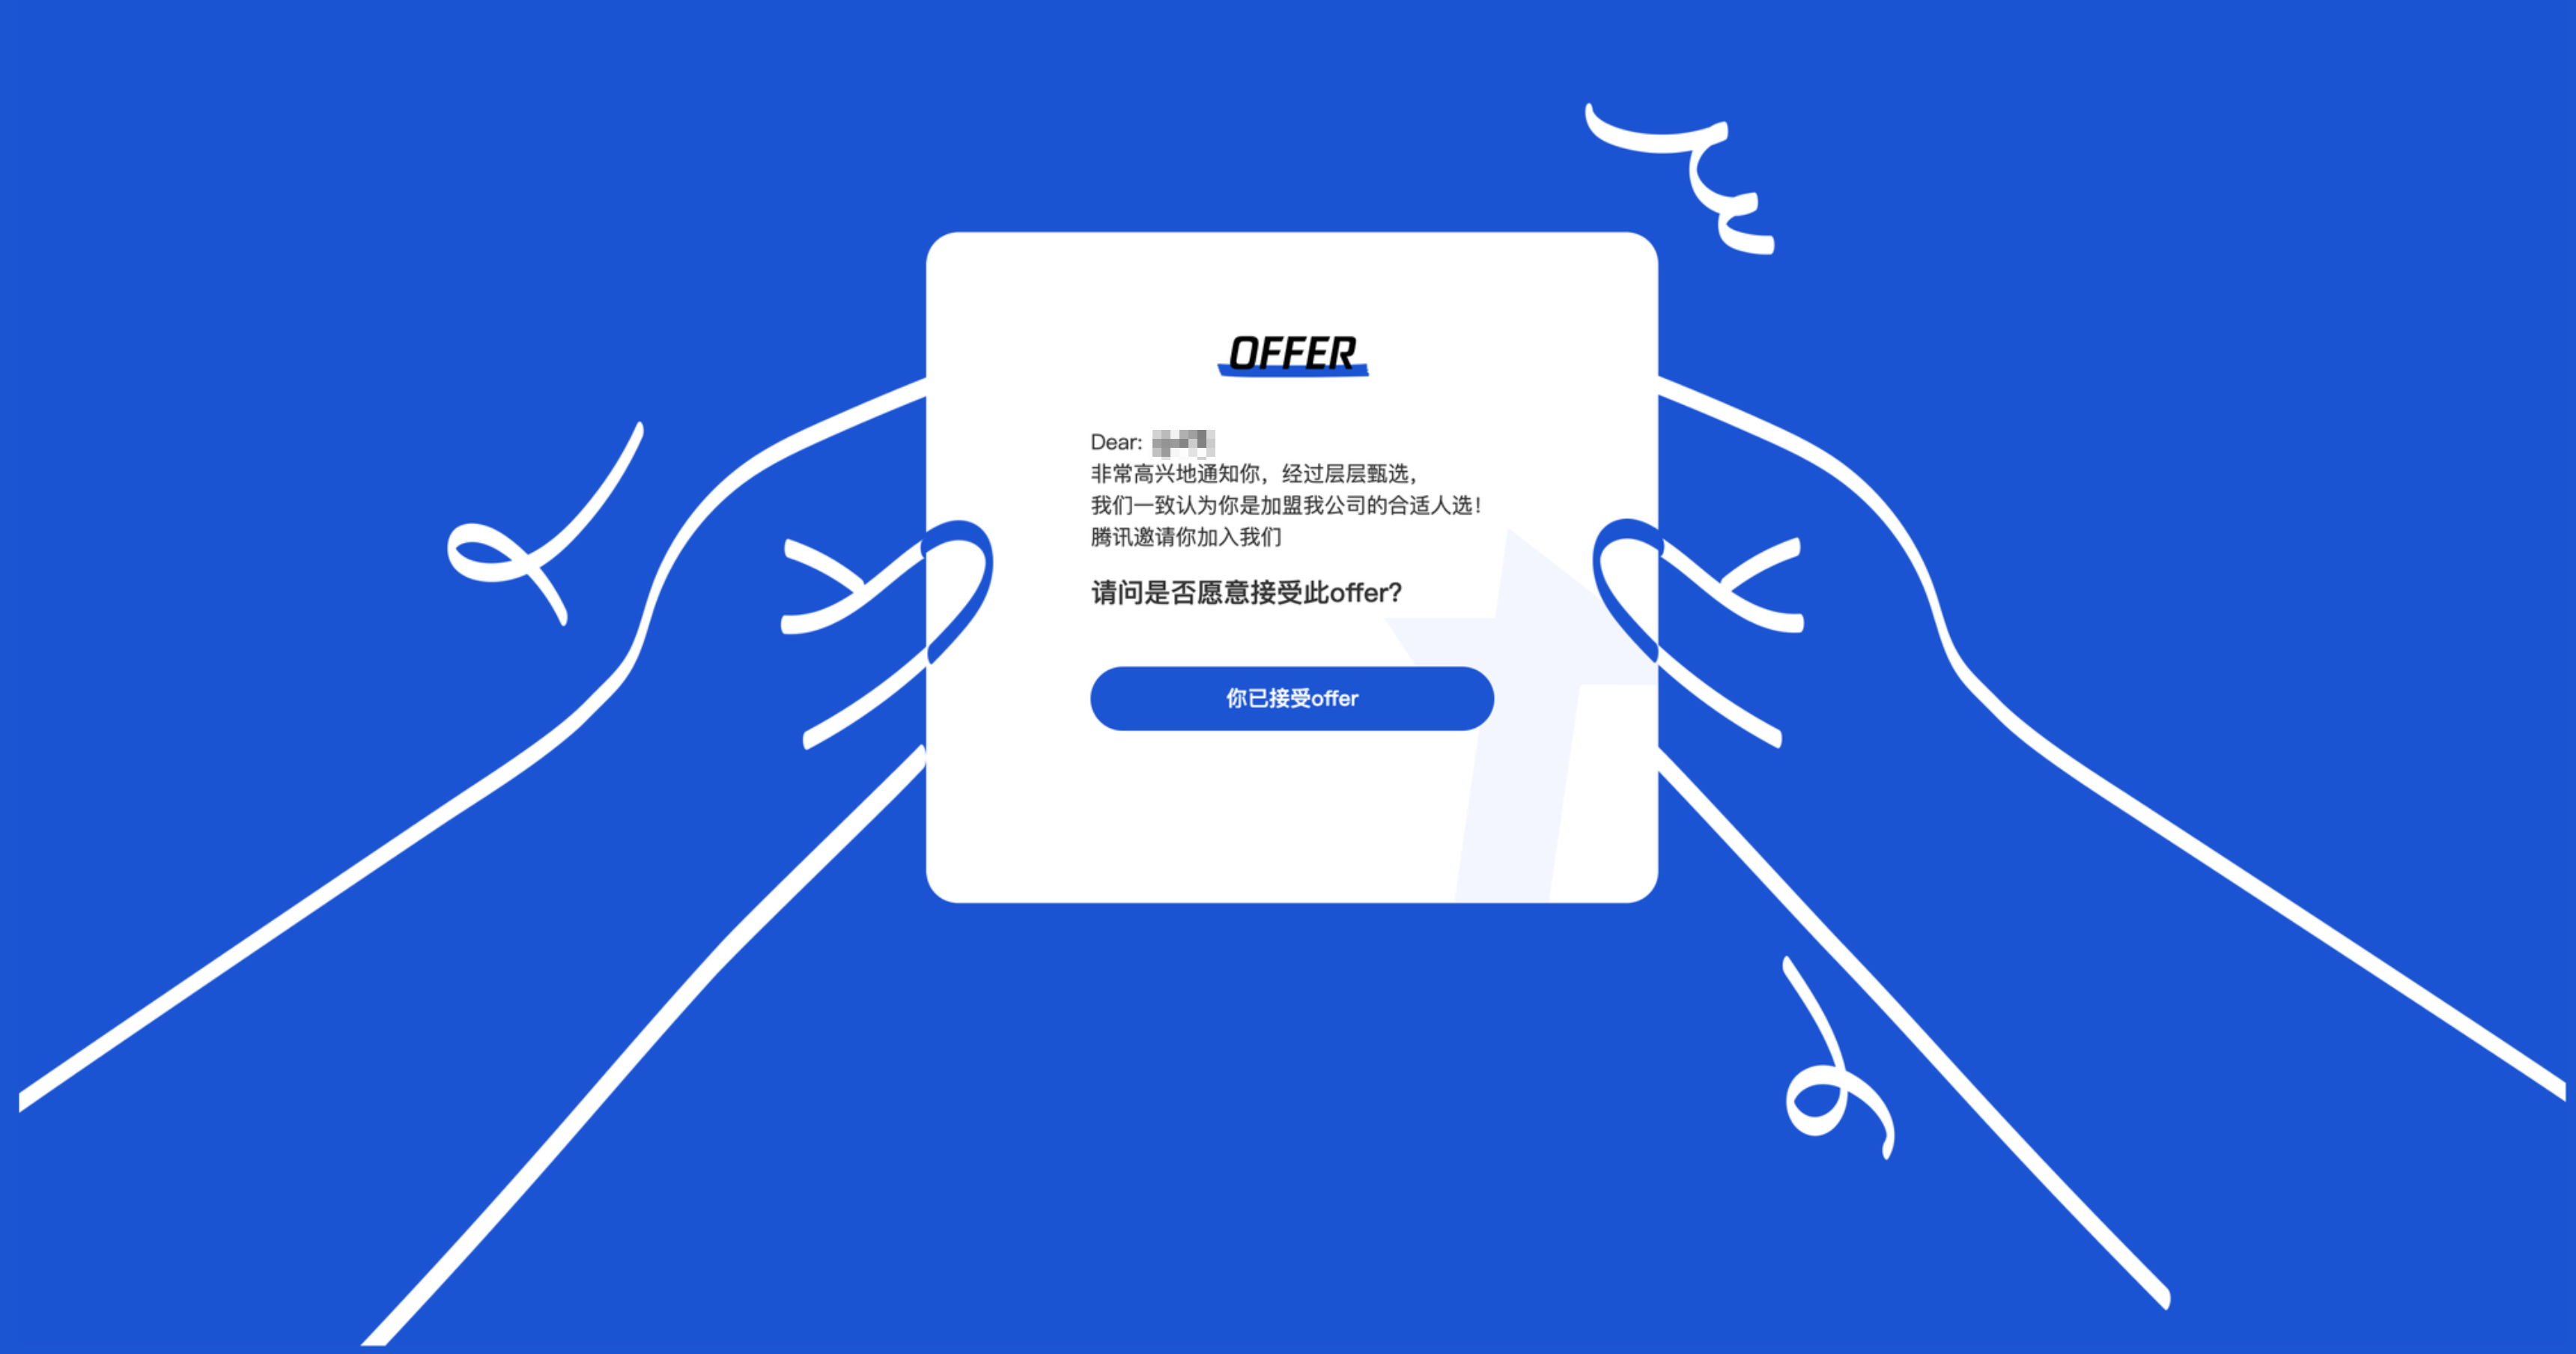 OFFER
Dear:
非常高兴地通知你，经过层层甄选，
我们一致认为你是加盟我公司的合适人选！
腾讯邀请你加入我们
请问是否愿意接受此offer?
你已接受offer